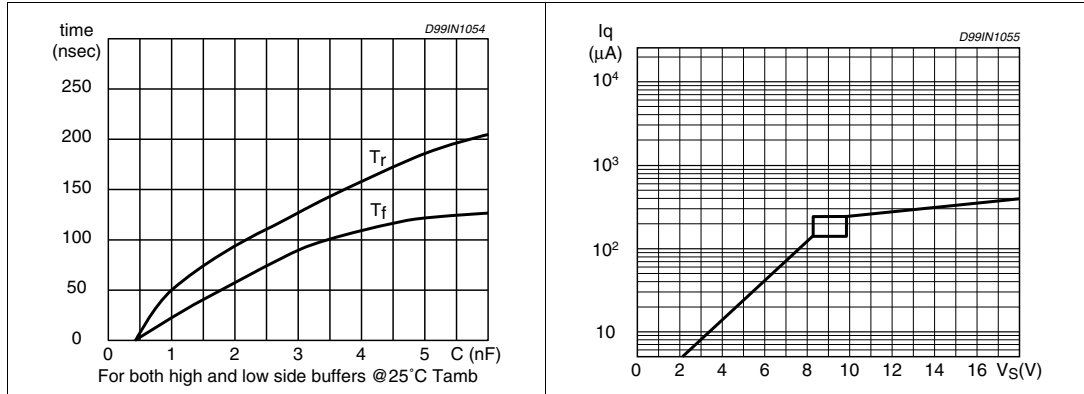 time
(nsec)
D99IN1054
250
200
150
100
50
0
Tr
Tf
0 1 2 3 4 5 C (nF)
For both high and low side buffers @25˚C Tamb
Iq
(μA)
D99IN1055
10⁴
10³
10²
10
0 2 4 6 8 10 12 14 16 VS(V)